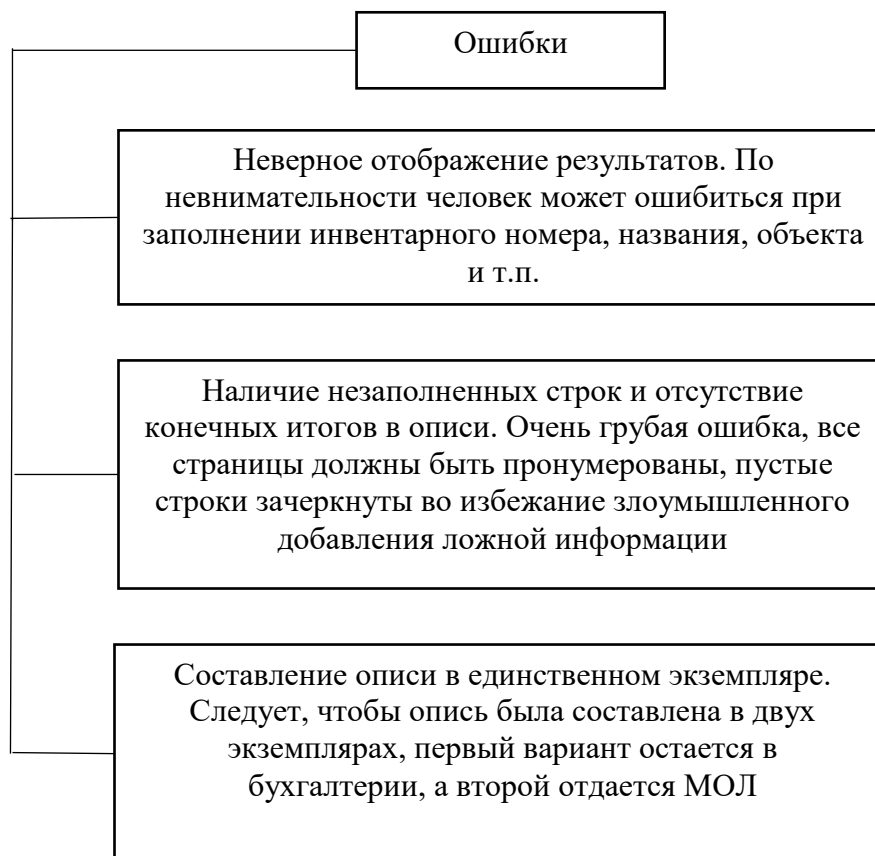 Ошибки
Неверное отображение результатов. По
невнимательности человек может ошибиться при
заполнении инвентарного номера, названия, объекта
и т.п.
Наличие незаполненных строк и отсутствие
конечных итогов в описи. Очень грубая ошибка, все
страницы должны быть пронумерованы, пустые
строки зачеркнуты во избежание злоумышленного
добавления ложной информации
Составление описи в единственном экземпляре.
Следует, чтобы опись была составлена в двух
экземплярах, первый вариант остается в
бухгалтерии, а второй отдается МОЛ